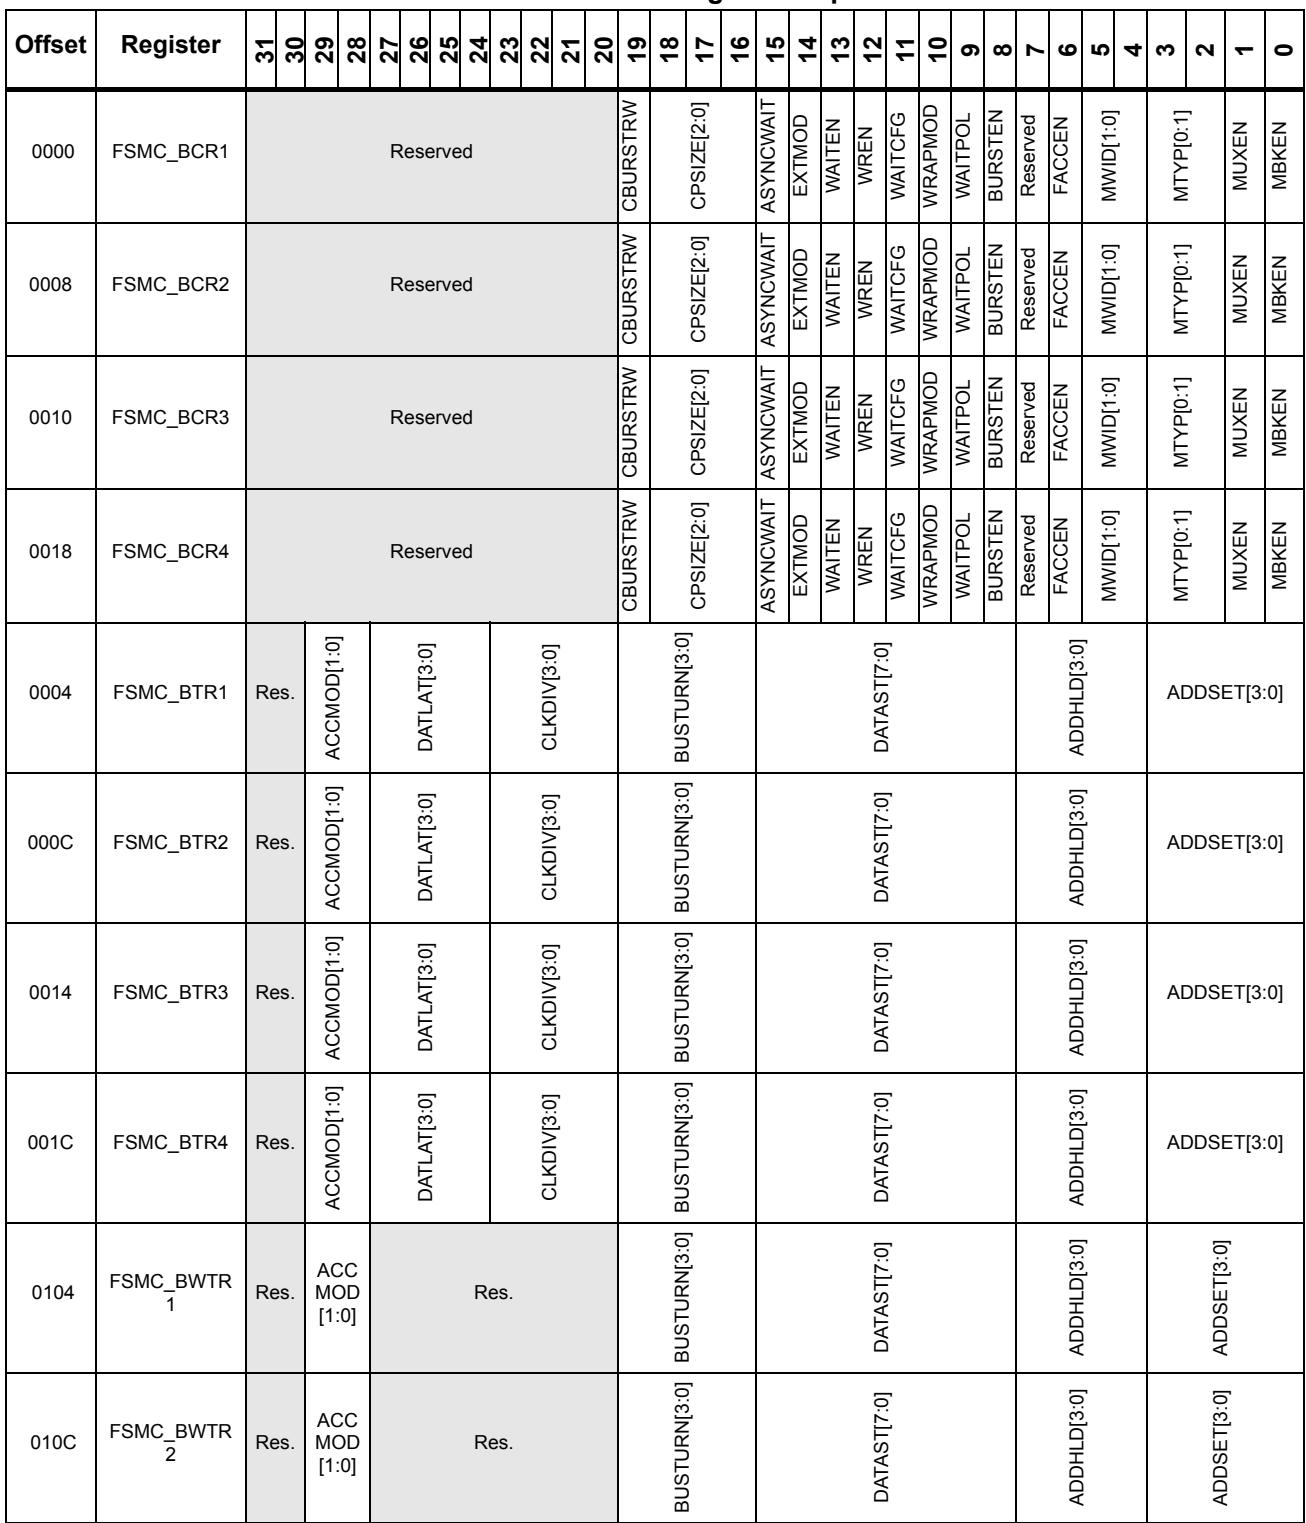 Offset Register 31 30 29 28 27 26 25 24 23 22 21 20 19 18 17 16 15 14 13 12 11 10 9 8 7 6 5 4 3 2 1 0
0000 FSMC_BCR1 Reserved CBURSTRW CPSIZE[2:0] ASYNCWAIT EXTMOD WAITEN WREN WAITCFG WRAPMOD WAITPOL BURSTEN Reserved FACCEN MWID[1:0] MTYP[0:1] MUXEN MBKEN
0008 FSMC_BCR2 Reserved CBURSTRW CPSIZE[2:0] ASYNCWAIT EXTMOD WAITEN WREN WAITCFG WRAPMOD WAITPOL BURSTEN Reserved FACCEN MWID[1:0] MTYP[0:1] MUXEN MBKEN
0010 FSMC_BCR3 Reserved CBURSTRW CPSIZE[2:0] ASYNCWAIT EXTMOD WAITEN WREN WAITCFG WRAPMOD WAITPOL BURSTEN Reserved FACCEN MWID[1:0] MTYP[0:1] MUXEN MBKEN
0018 FSMC_BCR4 Reserved CBURSTRW CPSIZE[2:0] ASYNCWAIT EXTMOD WAITEN WREN WAITCFG WRAPMOD WAITPOL BURSTEN Reserved FACCEN MWID[1:0] MTYP[0:1] MUXEN MBKEN
0004 FSMC_BTR1 Res. ACCMOD[1:0] DATLAT[3:0] CLKDIV[3:0] BUSTURN[3:0] DATAST[7:0] ADDHLD[3:0] ADDSET[3:0]
000C FSMC_BTR2 Res. ACCMOD[1:0] DATLAT[3:0] CLKDIV[3:0] BUSTURN[3:0] DATAST[7:0] ADDHLD[3:0] ADDSET[3:0]
0014 FSMC_BTR3 Res. ACCMOD[1:0] DATLAT[3:0] CLKDIV[3:0] BUSTURN[3:0] DATAST[7:0] ADDHLD[3:0] ADDSET[3:0]
001C FSMC_BTR4 Res. ACCMOD[1:0] DATLAT[3:0] CLKDIV[3:0] BUSTURN[3:0] DATAST[7:0] ADDHLD[3:0] ADDSET[3:0]
0104 FSMC_BWTR
1 Res. ACC
MOD
[1:0] Res. BUSTURN[3:0] DATAST[7:0] ADDHLD[3:0] ADDSET[3:0]
010C FSMC_BWTR
2 Res. ACC
MOD
[1:0] Res. BUSTURN[3:0] DATAST[7:0] ADDHLD[3:0] ADDSET[3:0]